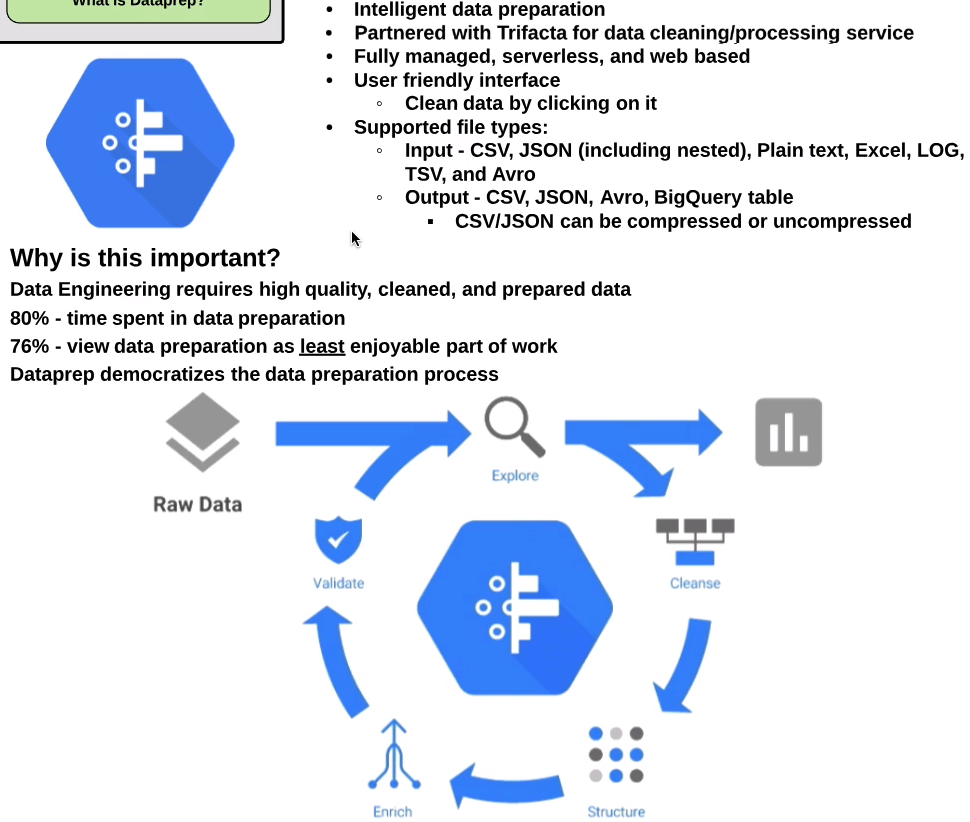 What is Dataprep?
• Intelligent data preparation
• Partnered with Trifacta for data cleaning/processing service
• Fully managed, serverless, and web based
• User friendly interface
◦ Clean data by clicking on it
• Supported file types:
◦ Input - CSV, JSON (including nested), Plain text, Excel, LOG,
TSV, and Avro
◦ Output - CSV, JSON, Avro, BigQuery table
▪ CSV/JSON can be compressed or uncompressed
Why is this important?
Data Engineering requires high quality, cleaned, and prepared data
80% - time spent in data preparation
76% - view data preparation as least enjoyable part of work
Dataprep democratizes the data preparation process
Explore
Raw Data
Validate
Cleanse
Enrich
Structure